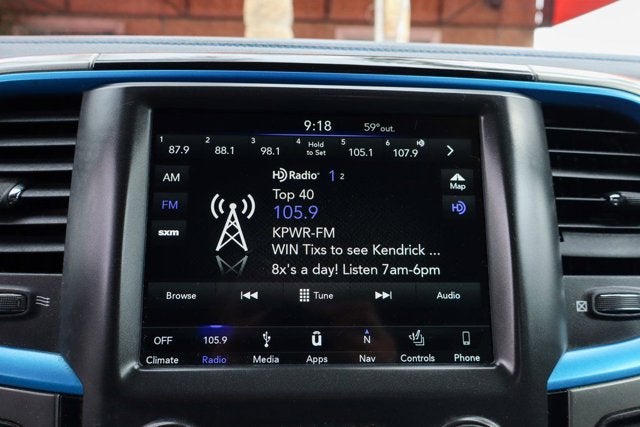 9:18 59°out.
1 87.9 2 88.1 3 98.1 4 Hold to Set 5 105.1 6 107.9 HD
AM
FM
sxm
HD Radio 1 2
Top 40
105.9
KPWR-FM
WIN Tixs to see Kendrick ...
8x's a day! Listen 7am-6pm
Map
HD
Browse Tune Audio
OFF 105.9 ū N
Climate Radio Media Apps Nav Controls Phone